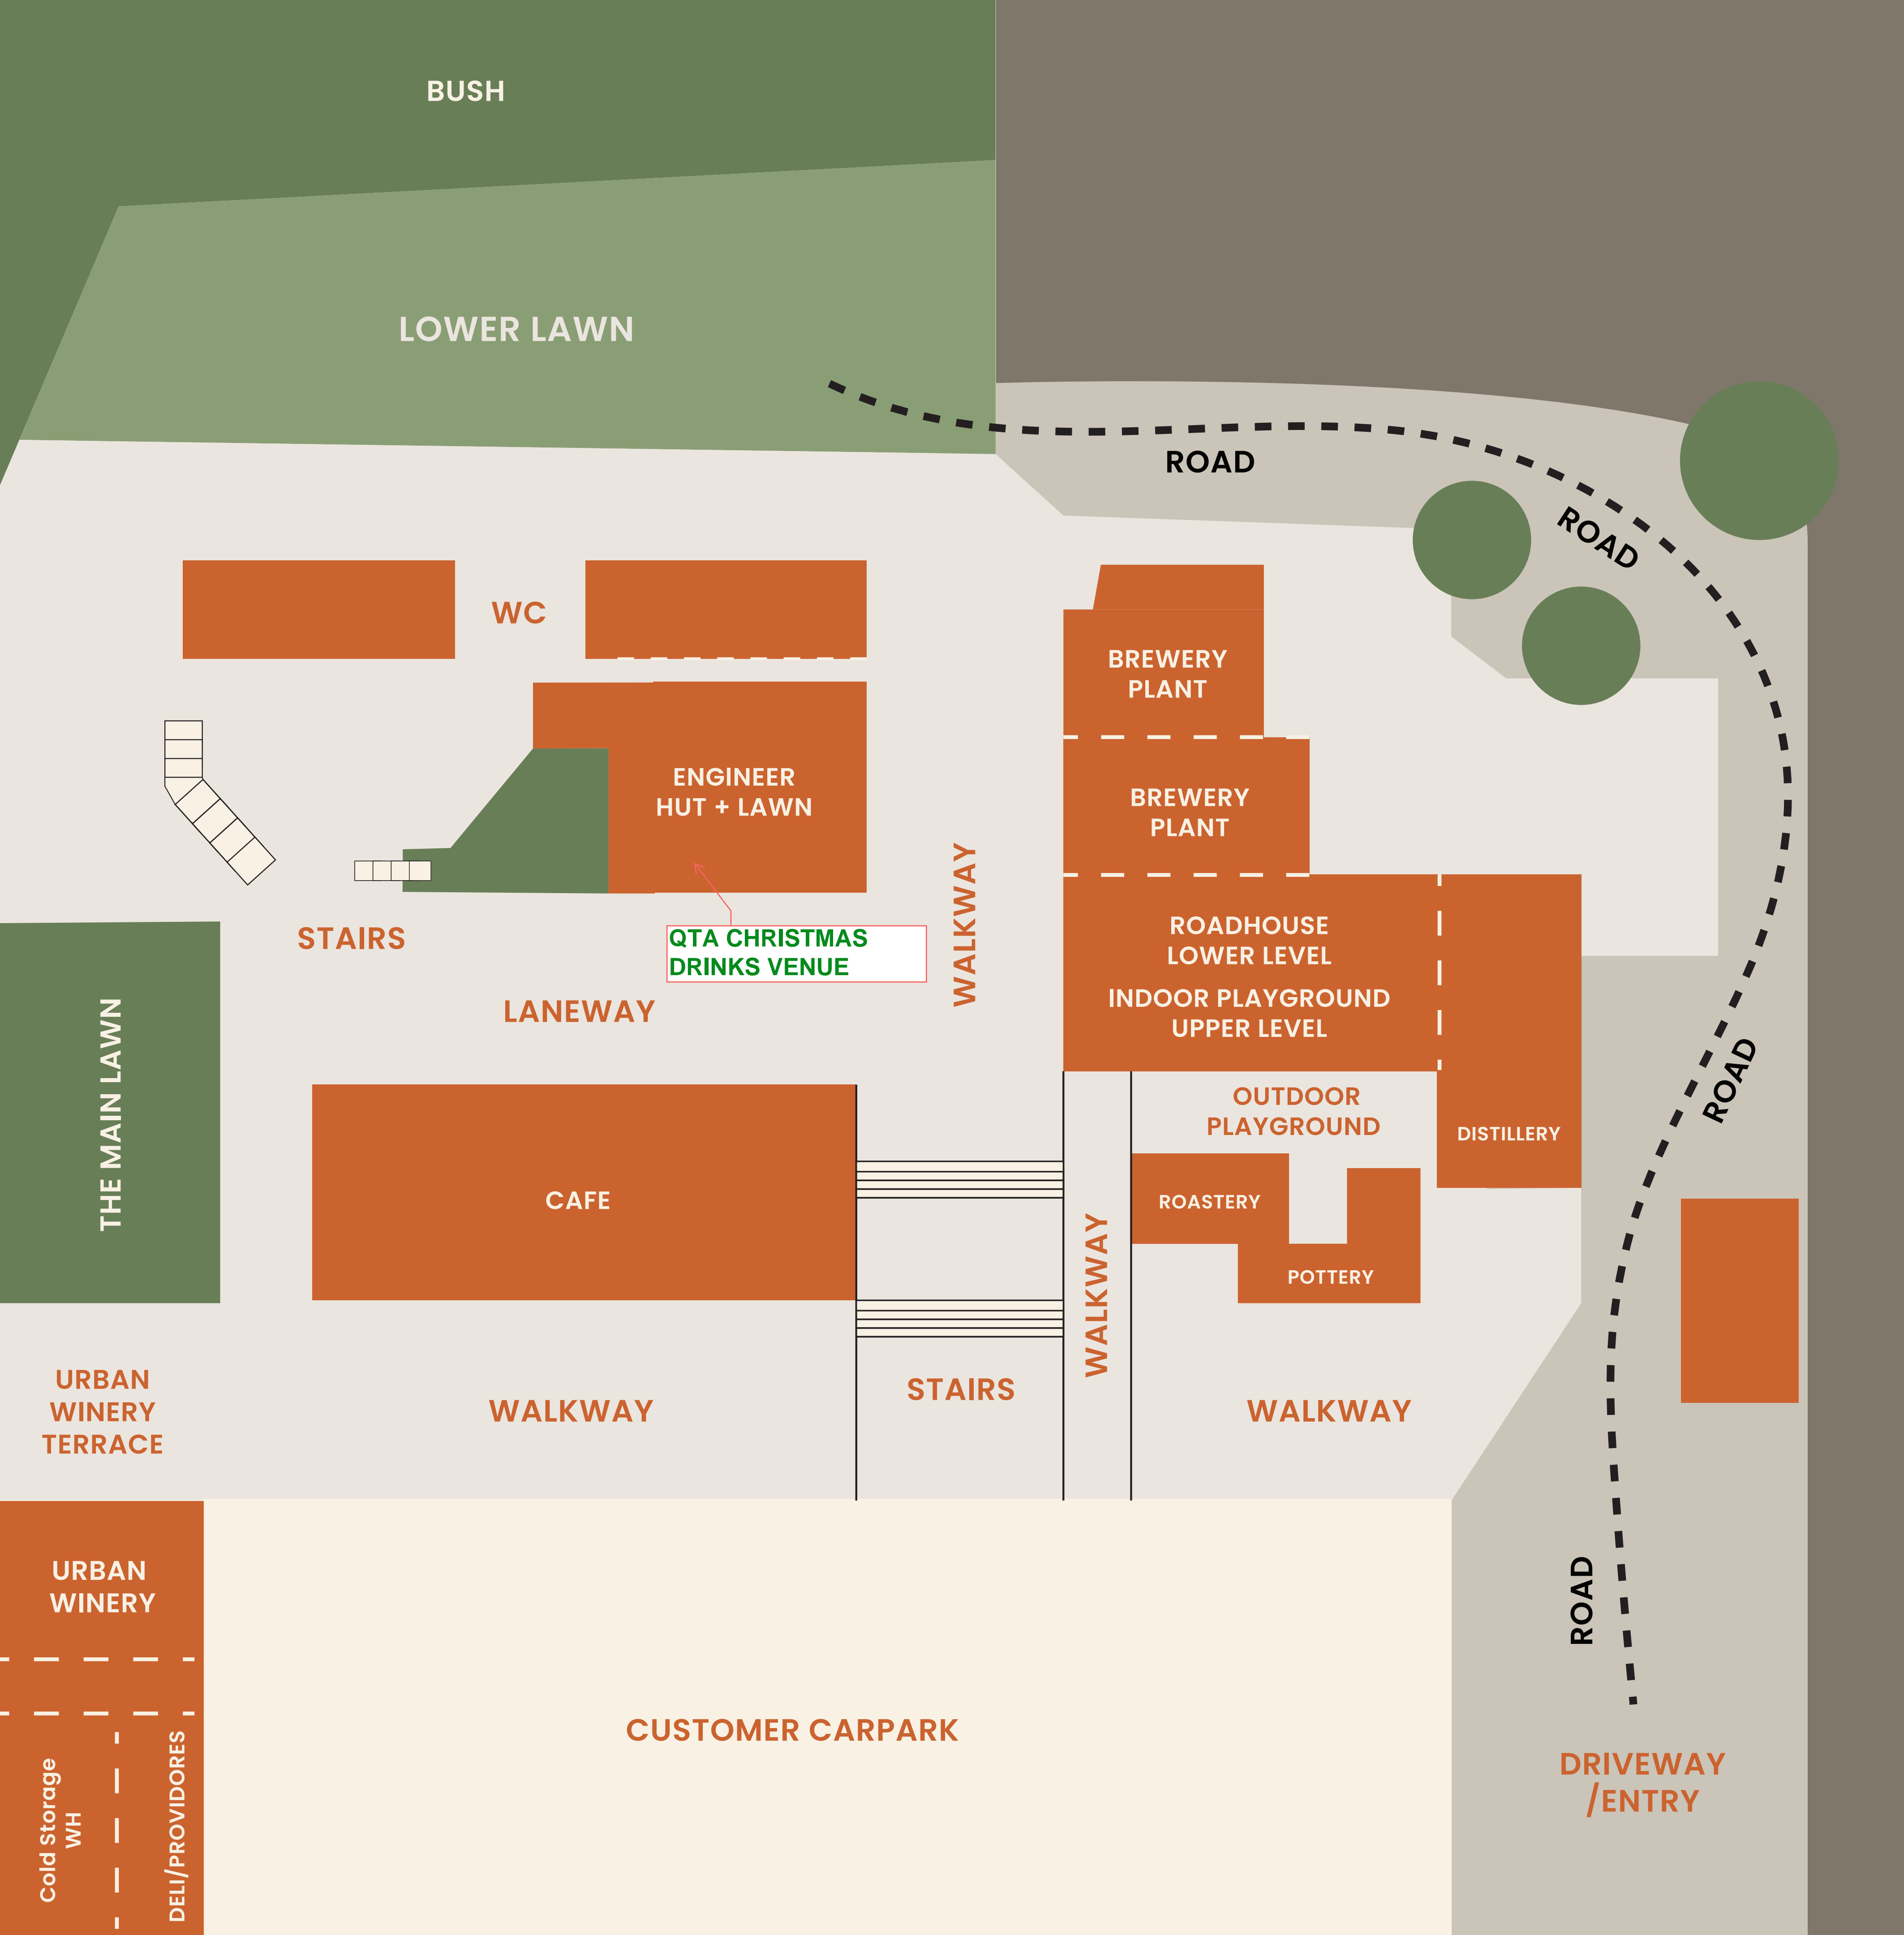 BUSH
LOWER LAWN
ROAD
ROAD
WC
BREWERY
PLANT
ENGINEER
HUT + LAWN
BREWERY
PLANT
WALKWAY
STAIRS
QTA CHRISTMAS
DRINKS VENUE
ROADHOUSE
LOWER LEVEL
INDOOR PLAYGROUND
UPPER LEVEL
LANEWAY
THE MAIN LAWN
ROAD
OUTDOOR
PLAYGROUND
DISTILLERY
CAFE
ROASTERY
POTTERY
WALKWAY
URBAN
WINERY
TERRACE
WALKWAY
STAIRS
WALKWAY
URBAN
WINERY
ROAD
CUSTOMER CARPARK
Cold Storage
WH
DELI/PROVIDORES
DRIVEWAY
/ENTRY